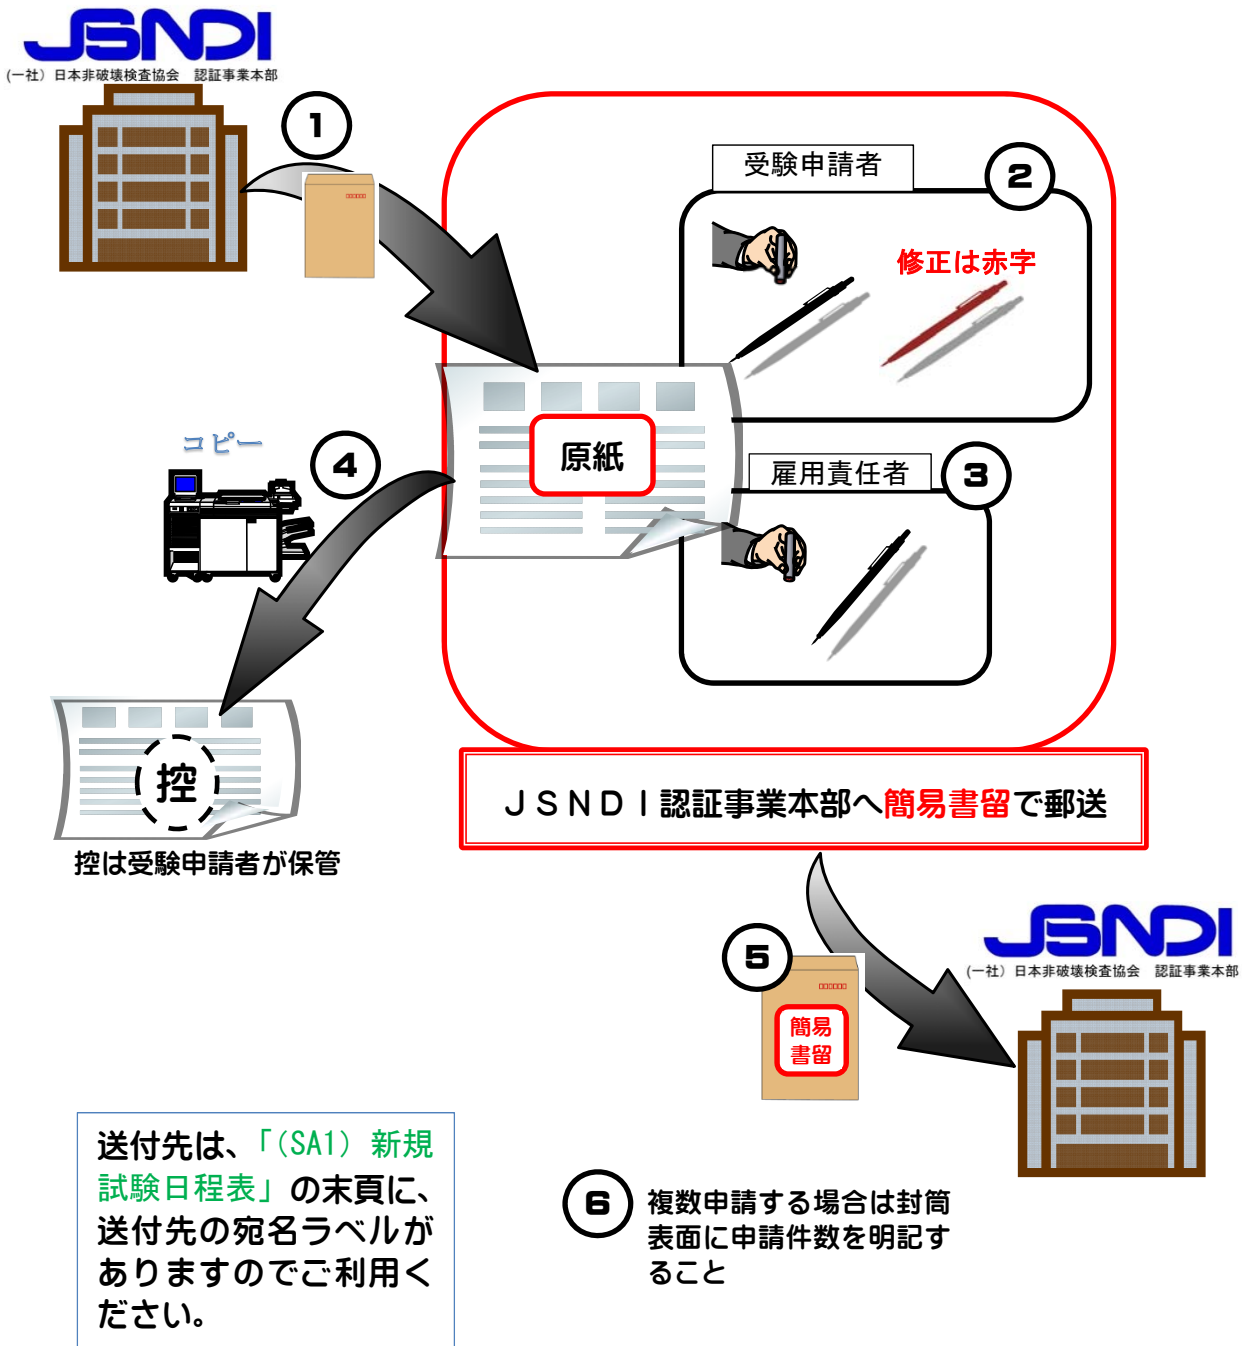 JSNDI
(一社) 日本非破壊検査協会 認証事業本部
1
受験申請者
2
修正は赤字
原紙
コピー
4
雇用責任者
3
控
控は受験申請者が保管
JSNDI認証事業本部へ簡易書留で郵送
5
簡易
書留
JSNDI
(一社) 日本非破壊検査協会 認証事業本部
送付先は、「(SA1) 新規
試験日程表」の末頁に、
送付先の宛名ラベルが
ありますのでご利用く
ださい。
6
複数申請する場合は封筒
表面に申請件数を明記す
ること